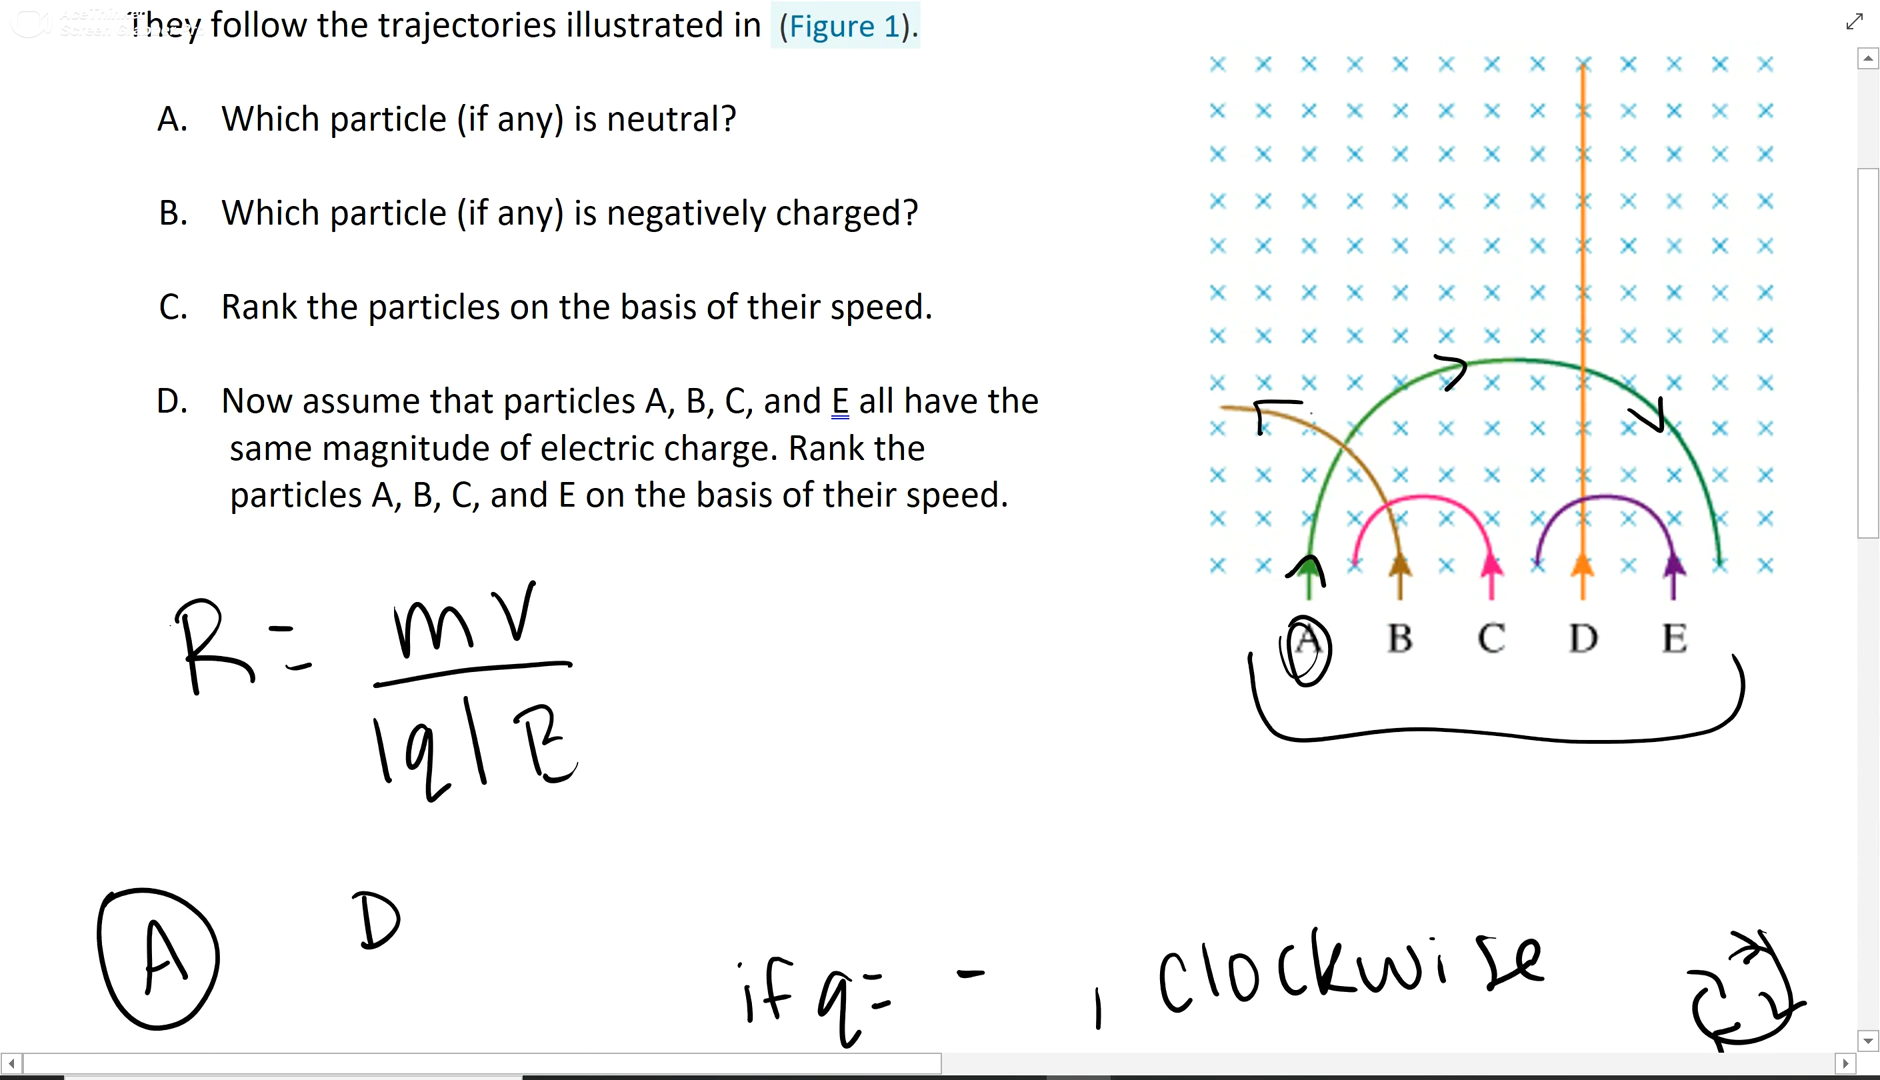 They follow the trajectories illustrated in (Figure 1).
A. Which particle (if any) is neutral?
B. Which particle (if any) is negatively charged?
C. Rank the particles on the basis of their speed.
D. Now assume that particles A, B, C, and E all have the
same magnitude of electric charge. Rank the
particles A, B, C, and E on the basis of their speed.
A B C D E
R = mv
|q| B
A D
if q = - , clockwise